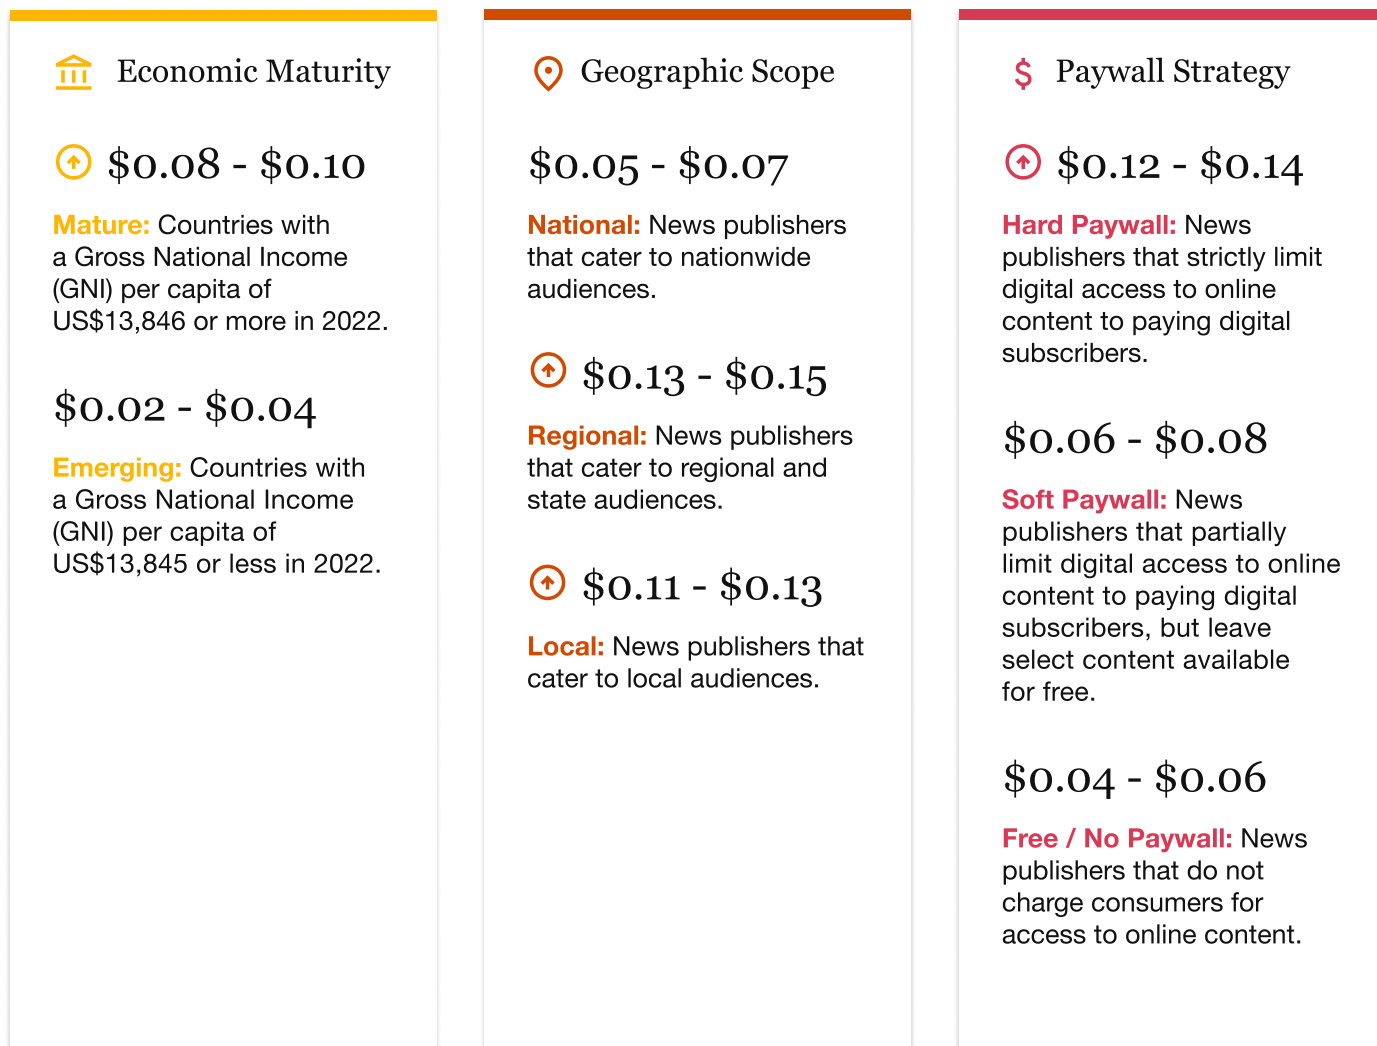 Economic Maturity
$0.08 - $0.10
Mature: Countries with
a Gross National Income
(GNI) per capita of
US$13,846 or more in 2022.
$0.02 - $0.04
Emerging: Countries with
a Gross National Income
(GNI) per capita of
US$13,845 or less in 2022.
Geographic Scope
$0.05 - $0.07
National: News publishers
that cater to nationwide
audiences.
$0.13 - $0.15
Regional: News publishers
that cater to regional and
state audiences.
$0.11 - $0.13
Local: News publishers that
cater to local audiences.
$ Paywall Strategy
$0.12 - $0.14
Hard Paywall: News
publishers that strictly limit
digital access to online
content to paying digital
subscribers.
$0.06 - $0.08
Soft Paywall: News
publishers that partially
limit digital access to online
content to paying digital
subscribers, but leave
select content available
for free.
$0.04 - $0.06
Free / No Paywall: News
publishers that do not
charge consumers for
access to online content.